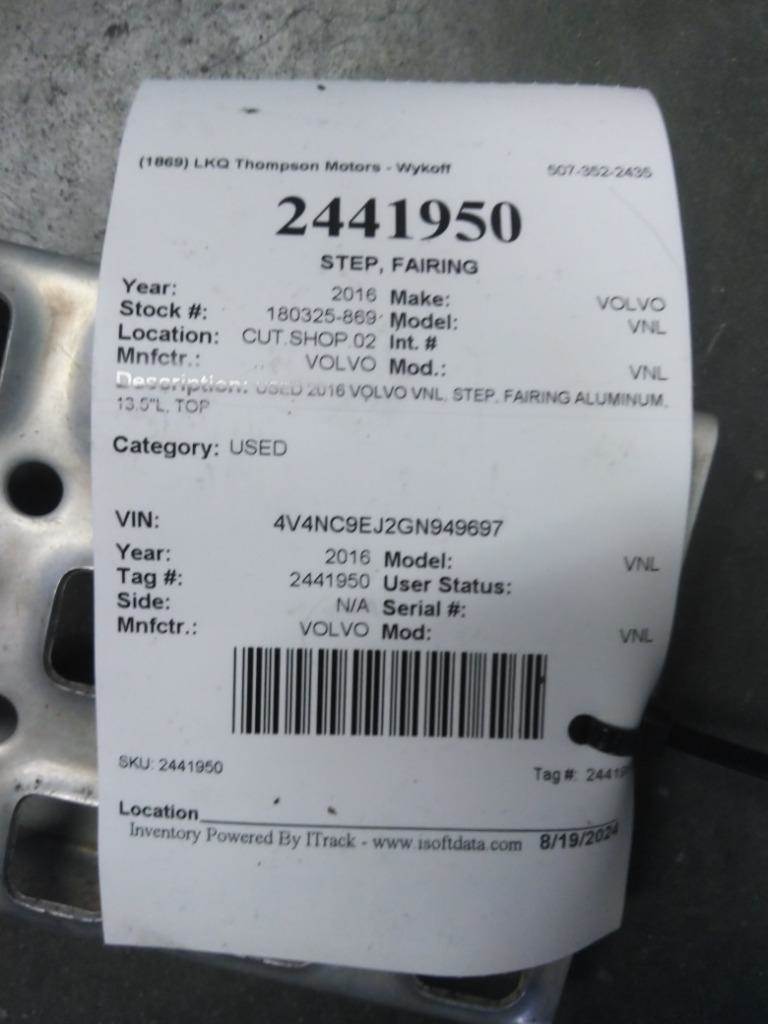 (1869) LKQ Thompson Motors - Wykoff 507-352-2435
2441950
STEP, FAIRING
Year: 2016 Make: VOLVO
Stock #: 180325-869 Model: VNL
Location: CUT.SHOP.02 Int. #
Mnfctr.: VOLVO Mod.: VNL
Description: USED 2016 VOLVO VNL, STEP, FAIRING ALUMINUM,
13.5"L, TOP
Category: USED
VIN: 4V4NC9EJ2GN949697
Year: 2016 Model: VNL
Tag #: 2441950 User Status:
Side: N/A Serial #:
Mnfctr.: VOLVO Mod: VNL
SKU: 2441950 Tag #:
Location
Inventory Powered By ITrack - www.isoftdata.com 8/19/2024